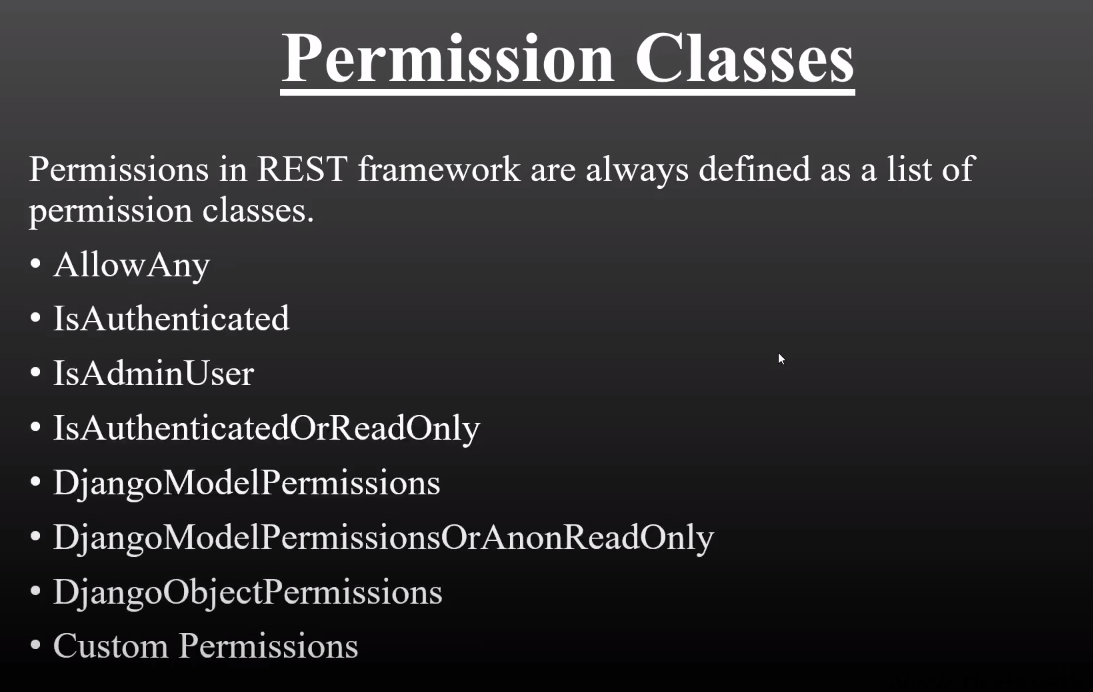 Permission Classes
Permissions in REST framework are always defined as a list of
permission classes.
• AllowAny
• IsAuthenticated
• IsAdminUser
• IsAuthenticatedOrReadOnly
• DjangoModelPermissions
• DjangoModelPermissionsOrAnonReadOnly
• DjangoObjectPermissions
• Custom Permissions